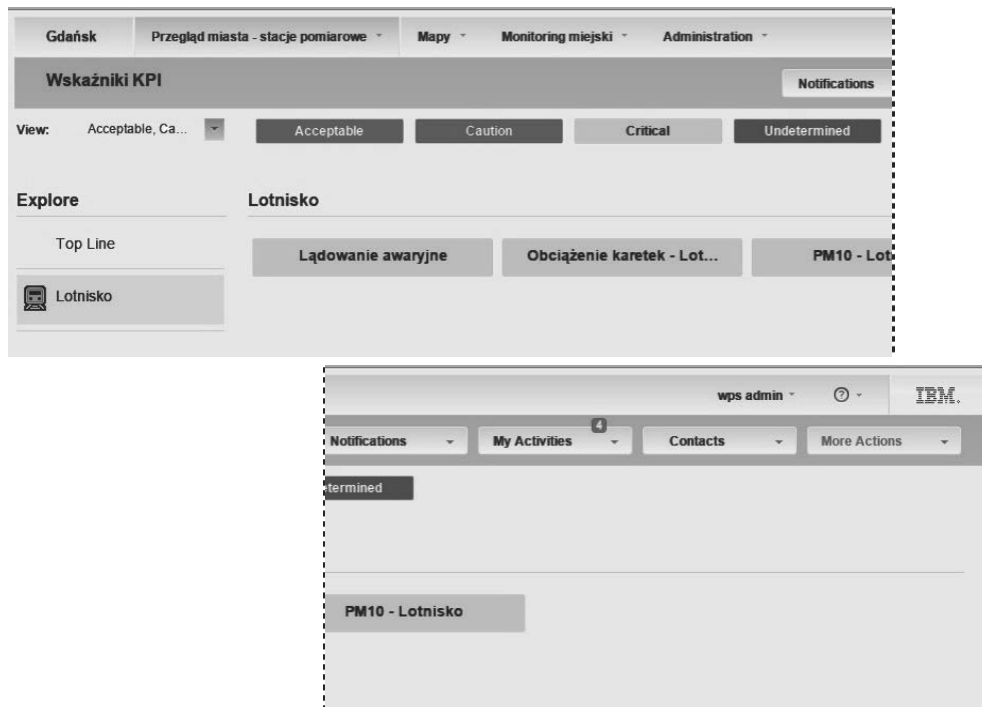 Gdańsk Przegląd miasta - stacje pomiarowe Mapy Monitoring miejski Administration
Wskaźniki KPI Notifications
View: Acceptable, Ca... Acceptable Caution Critical Undetermined
Explore Lotnisko
Top Line
Lądowanie awaryjne Obciążenie karetek - Lot... PM10 - Lot
Lotnisko
wps admin ? IBM.
Notifications My Activities 4 Contacts More Actions
termined
PM10 - Lotnisko